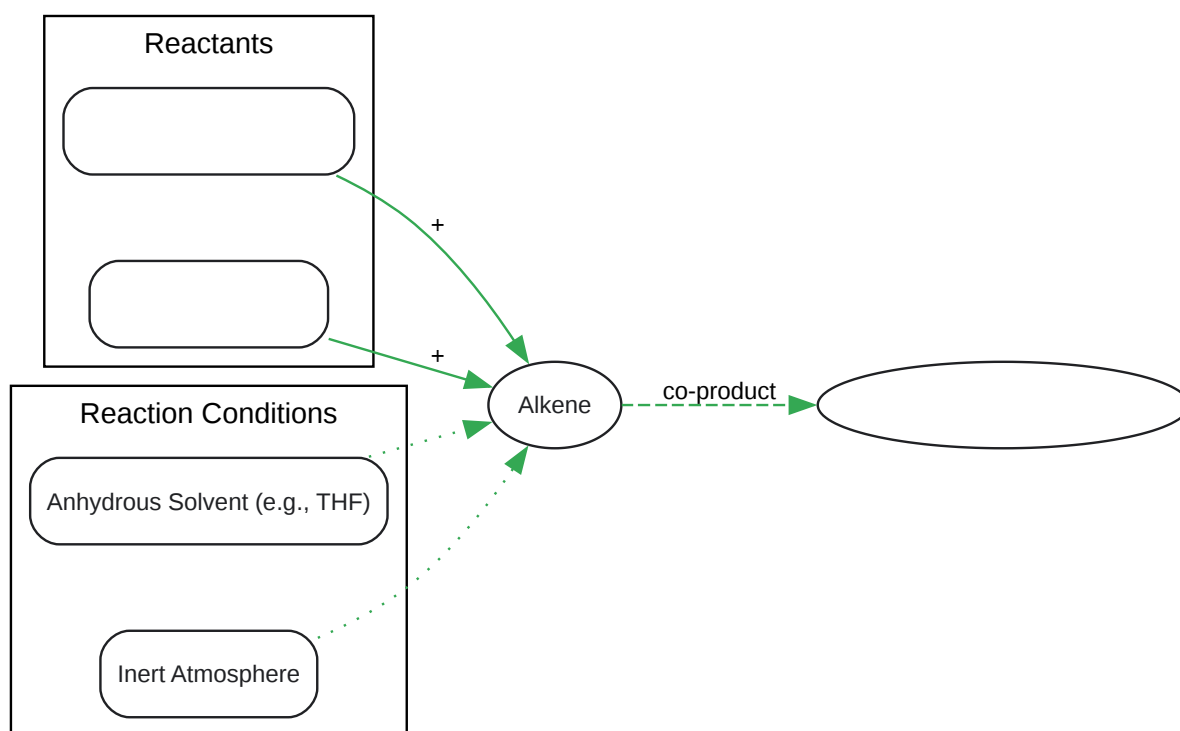 Reactants
+
+
Alkene
co-product
Reaction Conditions
Anhydrous Solvent (e.g., THF)
Inert Atmosphere